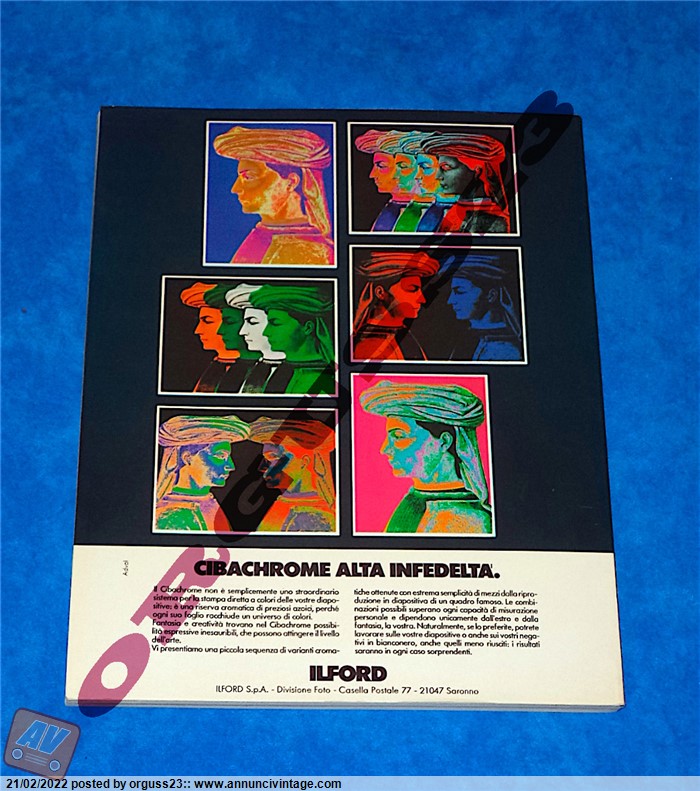 CIBACHROME ALTA INFEDELTÀ.
Il Cibachrome non è semplicemente uno straordinario
sistema per la stampa diretta a colori delle vostre diapo-
sitive; è una riserva cromatica di preziosi azoici, perché
ogni suo foglio racchiude un universo di colori.
Fantasia e creatività trovano nel Cibachrome possibi-
lità espressive inesauribili, che possono attingere il livello
dell'arte.
Vi presentiamo una piccola sequenza di varianti croma-
tiche ottenute con estrema semplicità di mezzi dalla ripro-
duzione in diapositiva di un quadro famoso. Le combi-
nazioni possibili superano ogni capacità di misurazione
personale e dipendono unicamente dall'estro e dalla
fantasia, la vostra. Naturalmente, se lo preferite, potrete
lavorare sulle vostre diapositive o anche sui vostri nega-
tivi in bianconero, anche quelli meno riusciti: i risultati
saranno in ogni caso sorprendenti.
ILFORD
ILFORD S.p.A. - Divisione Foto - Casella Postale 77 - 21047 Saronno
ORGUSS23
AV
21/02/2022 posted by orguss23:: www.annuncivintage.com